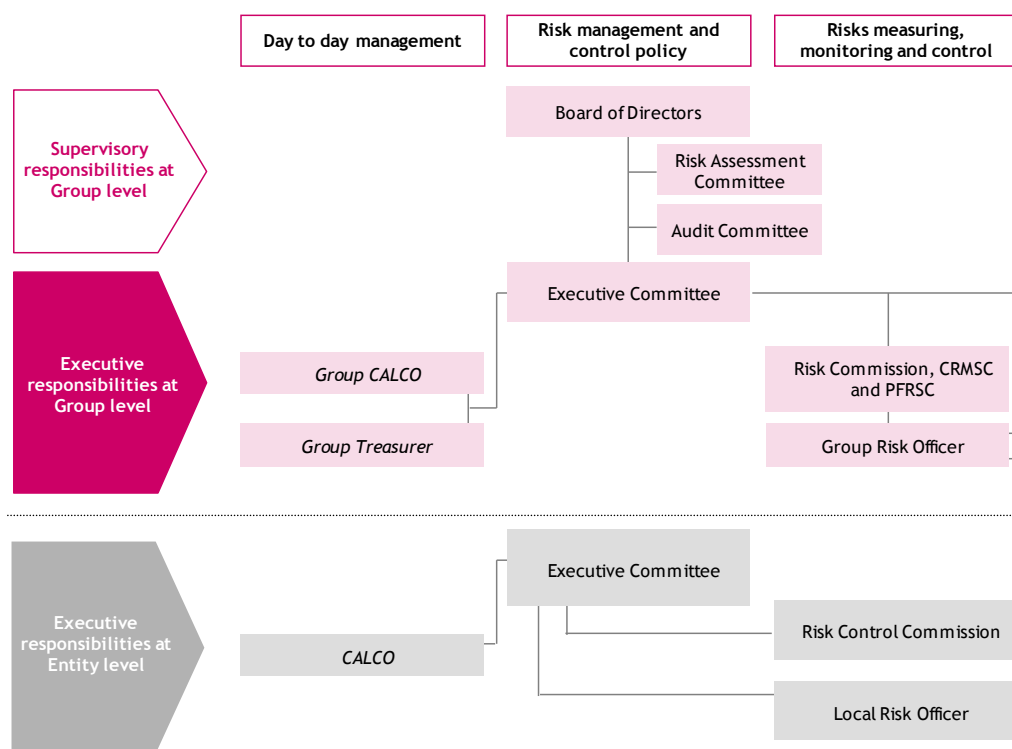 Day to day management
Risk management and
control policy
Risks measuring,
monitoring and control
Supervisory
responsibilities at
Group level
Board of Directors
Risk Assessment
Committee
Audit Committee
Executive
responsibilities at
Group level
Executive Committee
Group CALCO
Group Treasurer
Risk Commission, CRMSC
and PFRSC
Group Risk Officer
Executive
responsibilities at
Entity level
Executive Committee
CALCO
Risk Control Commission
Local Risk Officer